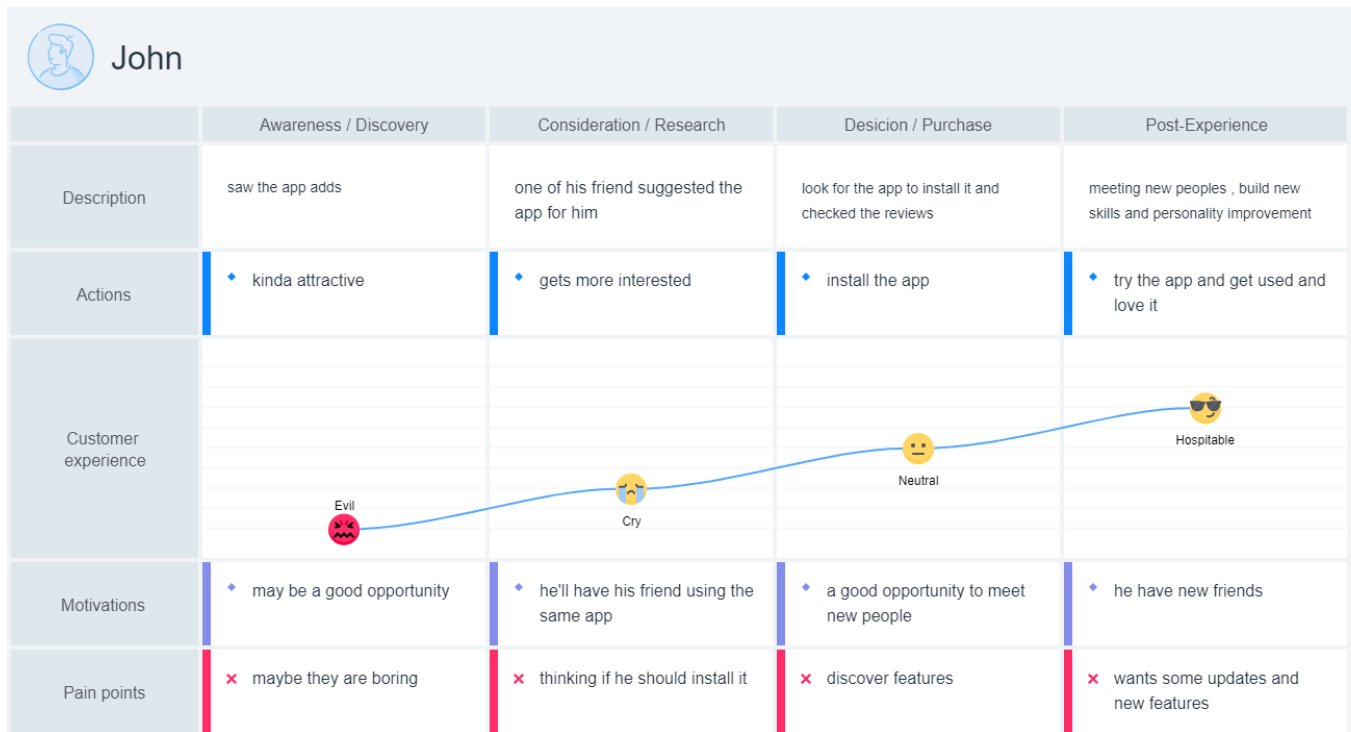 John
Awareness / Discovery
Consideration / Research
Desicion / Purchase
Post-Experience
Description
saw the app adds
one of his friend suggested the
app for him
look for the app to install it and
checked the reviews
meeting new peoples , build new
skills and personality improvement
Actions
kinda attractive
gets more interested
install the app
try the app and get used and
love it
Customer
experience
Evil
Cry
Neutral
Hospitable
Motivations
may be a good opportunity
he'll have his friend using the
same app
a good opportunity to meet
new people
he have new friends
Pain points
maybe they are boring
thinking if he should install it
discover features
wants some updates and
new features